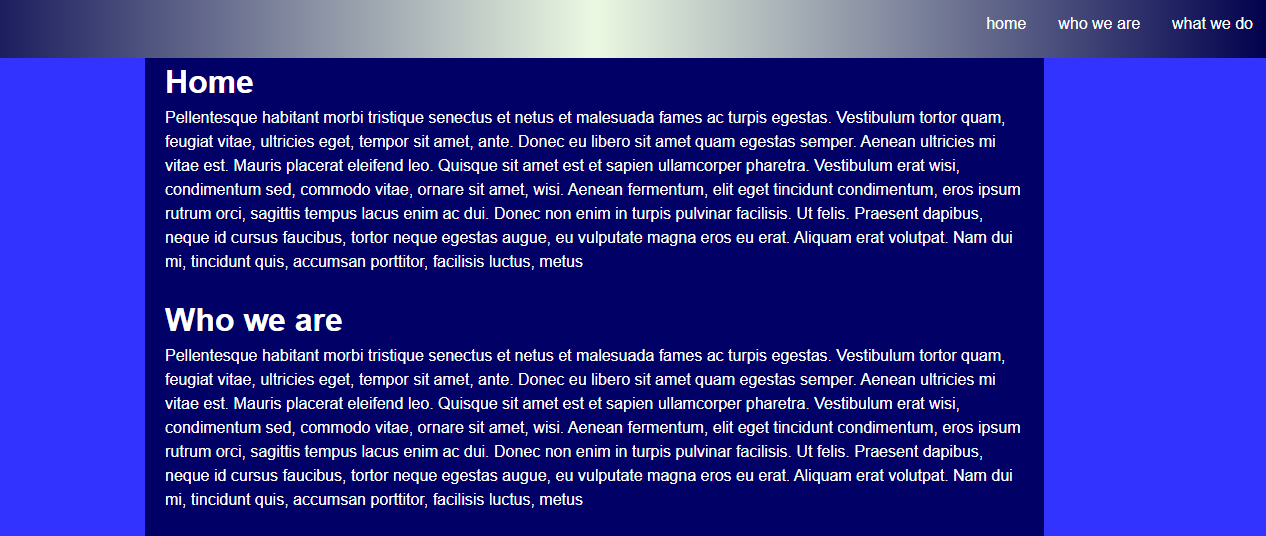 home who we are what we do
Home
Pellentesque habitant morbi tristique senectus et netus et malesuada fames ac turpis egestas. Vestibulum tortor quam,
feugiat vitae, ultricies eget, tempor sit amet, ante. Donec eu libero sit amet quam egestas semper. Aenean ultricies mi
vitae est. Mauris placerat eleifend leo. Quisque sit amet est et sapien ullamcorper pharetra. Vestibulum erat wisi,
condimentum sed, commodo vitae, ornare sit amet, wisi. Aenean fermentum, elit eget tincidunt condimentum, eros ipsum
rutrum orci, sagittis tempus lacus enim ac dui. Donec non enim in turpis pulvinar facilisis. Ut felis. Praesent dapibus,
neque id cursus faucibus, tortor neque egestas augue, eu vulputate magna eros eu erat. Aliquam erat volutpat. Nam dui
mi, tincidunt quis, accumsan porttitor, facilisis luctus, metus
Who we are
Pellentesque habitant morbi tristique senectus et netus et malesuada fames ac turpis egestas. Vestibulum tortor quam,
feugiat vitae, ultricies eget, tempor sit amet, ante. Donec eu libero sit amet quam egestas semper. Aenean ultricies mi
vitae est. Mauris placerat eleifend leo. Quisque sit amet est et sapien ullamcorper pharetra. Vestibulum erat wisi,
condimentum sed, commodo vitae, ornare sit amet, wisi. Aenean fermentum, elit eget tincidunt condimentum, eros ipsum
rutrum orci, sagittis tempus lacus enim ac dui. Donec non enim in turpis pulvinar facilisis. Ut felis. Praesent dapibus,
neque id cursus faucibus, tortor neque egestas augue, eu vulputate magna eros eu erat. Aliquam erat volutpat. Nam dui
mi, tincidunt quis, accumsan porttitor, facilisis luctus, metus